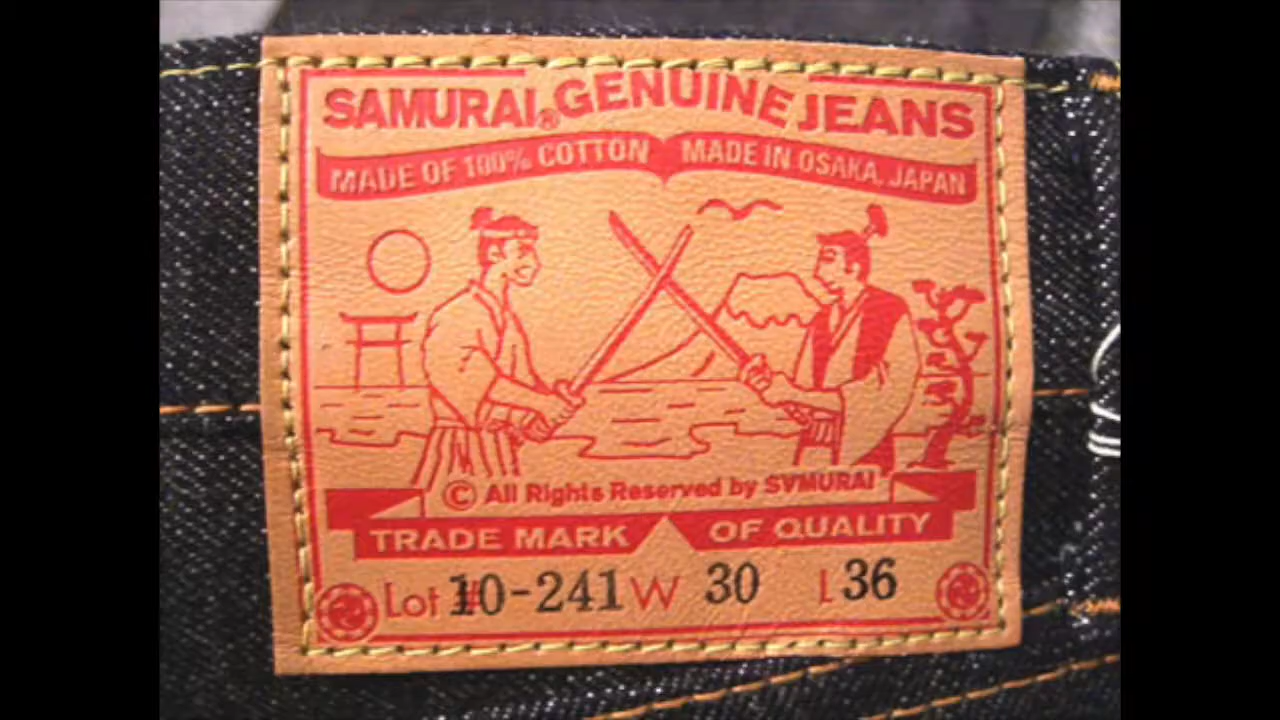 SAMURAI® GENUINE JEANS
MADE OF 100% COTTON MADE IN OSAKA, JAPAN
© All Rights Reserved by SVMURAI
TRADE MARK OF QUALITY
Lot # 10-241 W 30 L 36